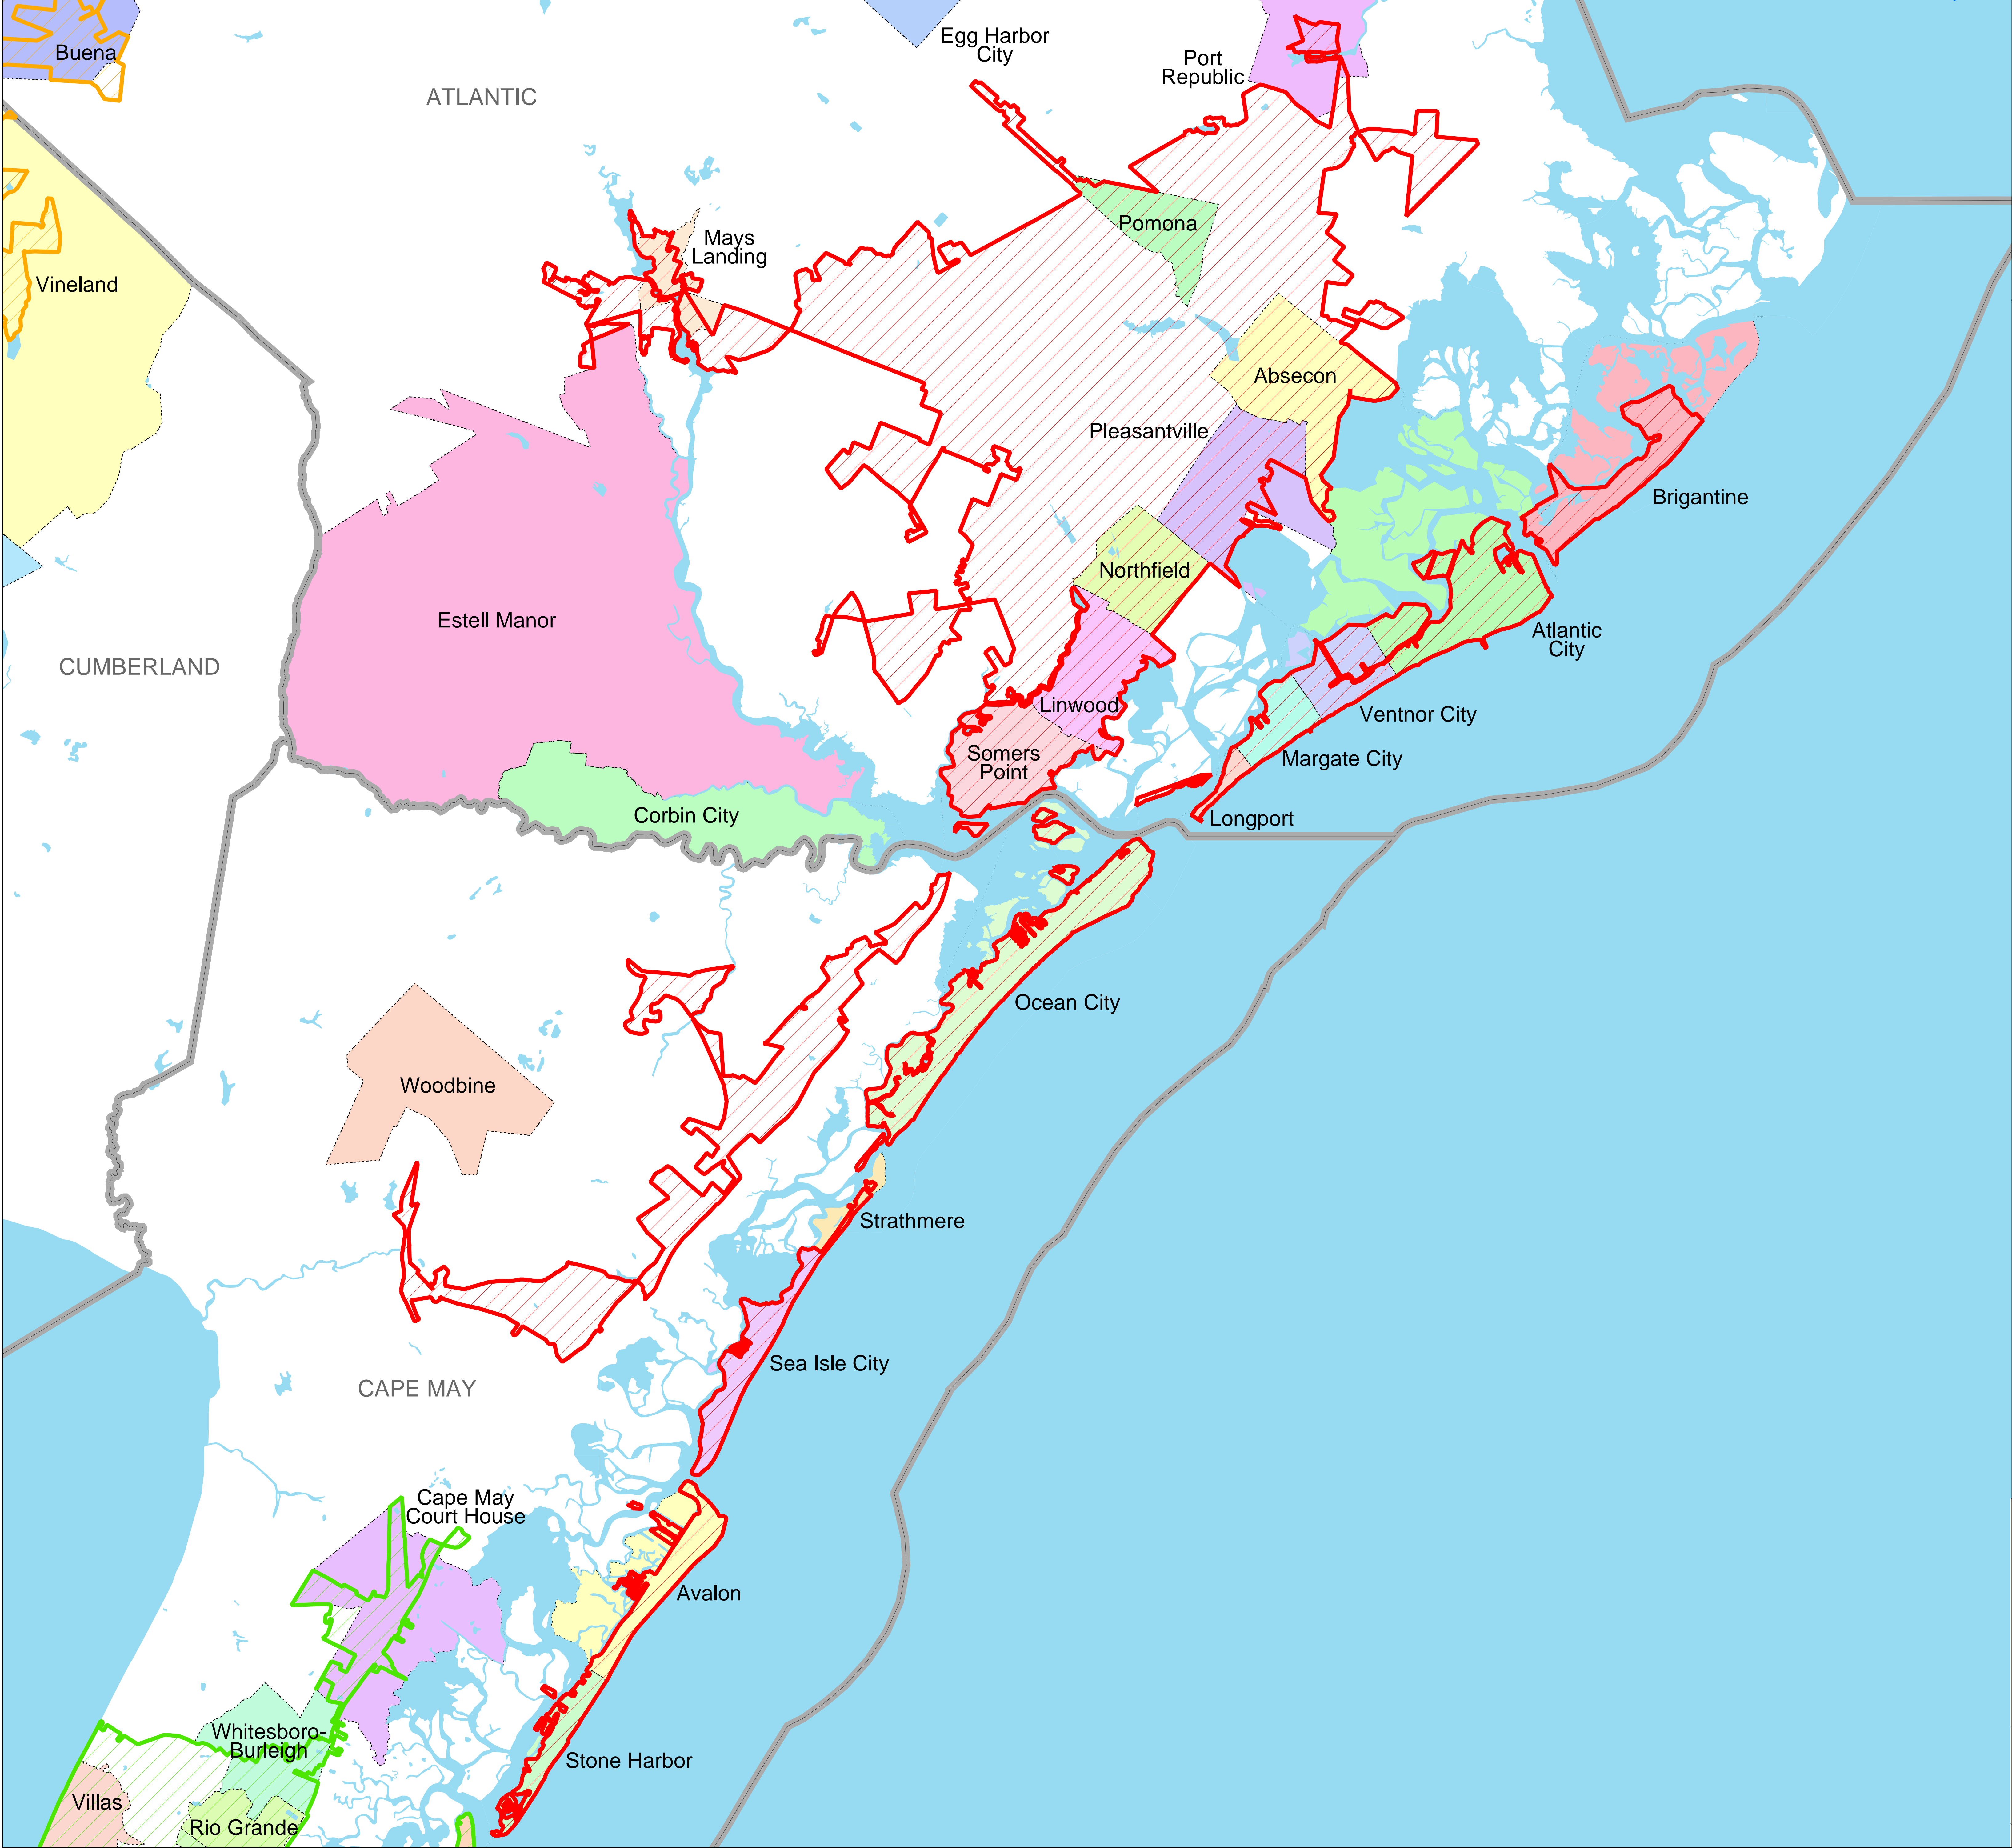 Egg Harbor
City
Buena
Port
Republic
ATLANTIC
Pomona
Mays
Landing
Vineland
Absecon
Pleasantville
Brigantine
Northfield
Estell Manor
Atlantic
City
CUMBERLAND
Linwood
Ventnor City
Somers
Point
Margate City
Corbin City
Longport
Ocean City
Woodbine
Strathmere
Sea Isle City
CAPE MAY
Cape May
Court House
Avalon
Whitesboro-
Burleigh
Stone Harbor
Villas
Rio Grande